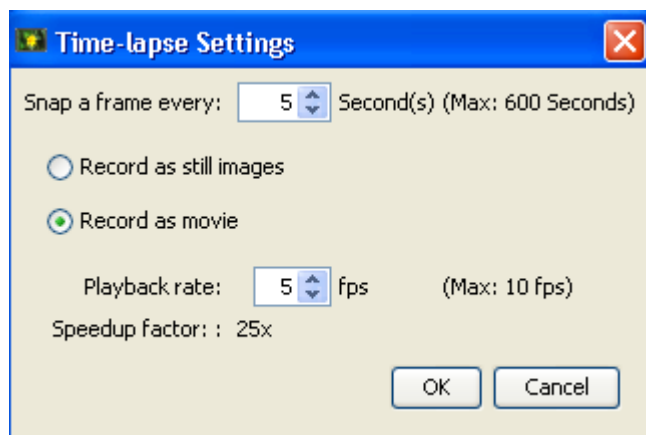 Time-lapse Settings
Snap a frame every: 5 Second(s) (Max: 600 Seconds)
Record as still images
Record as movie
Playback rate: 5 fps (Max: 10 fps)
Speedup factor: : 25x
OK Cancel